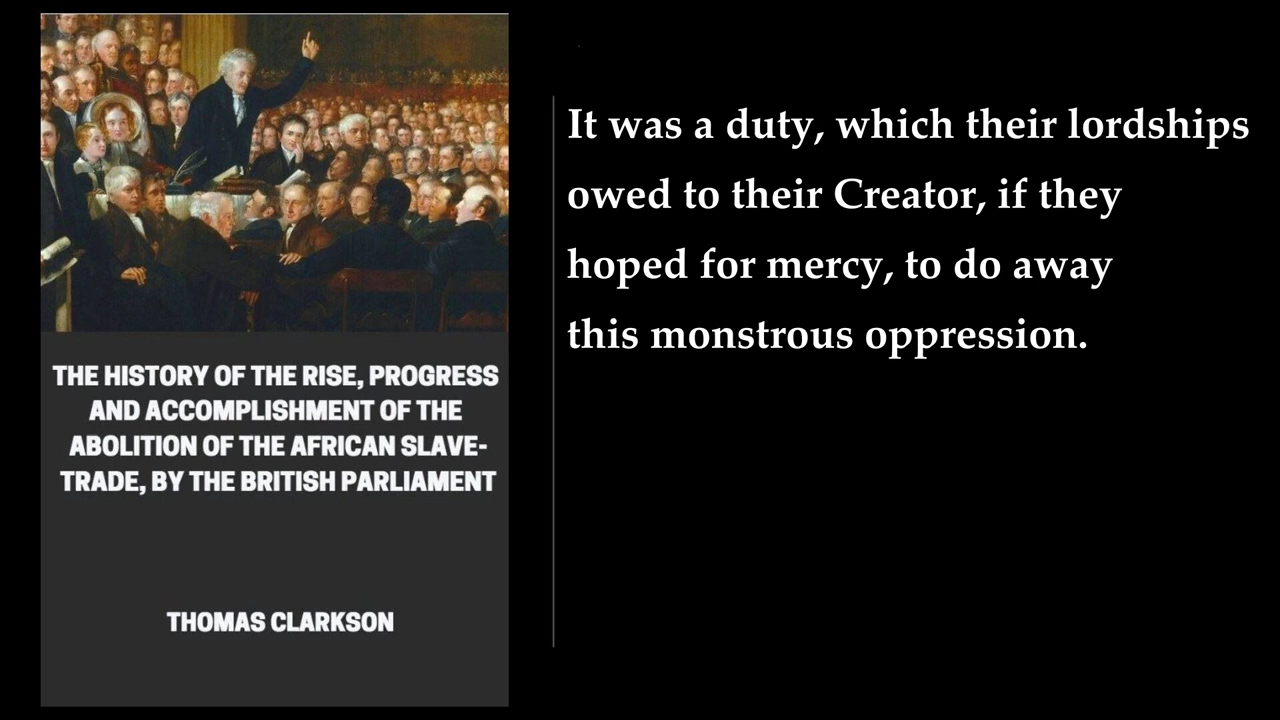 THE HISTORY OF THE RISE, PROGRESS
AND ACCOMPLISHMENT OF THE
ABOLITION OF THE AFRICAN SLAVE-
TRADE, BY THE BRITISH PARLIAMENT
THOMAS CLARKSON
It was a duty, which their lordships
owed to their Creator, if they
hoped for mercy, to do away
this monstrous oppression.